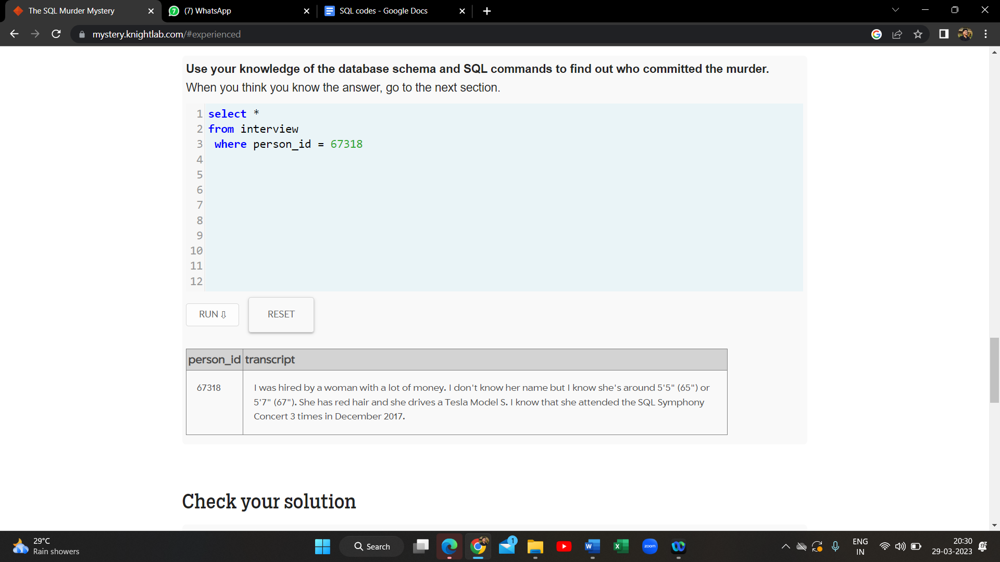 The SQL Murder Mystery
(7) WhatsApp
SQL codes - Google Docs
mystery.knightlab.com/#experienced
Use your knowledge of the database schema and SQL commands to find out who committed the murder.
When you think you know the answer, go to the next section.
1 select *
2 from interview
3 where person_id = 67318
4
5
6
7
8
9
10
11
12
RUN ⇩ RESET
person_id transcript
67318 I was hired by a woman with a lot of money. I don't know her name but I know she's around 5'5" (65") or
5'7" (67"). She has red hair and she drives a Tesla Model S. I know that she attended the SQL Symphony
Concert 3 times in December 2017.
Check your solution
29°C
Rain showers
Search
1
zoom
ENG
IN
20:30
29-03-2023